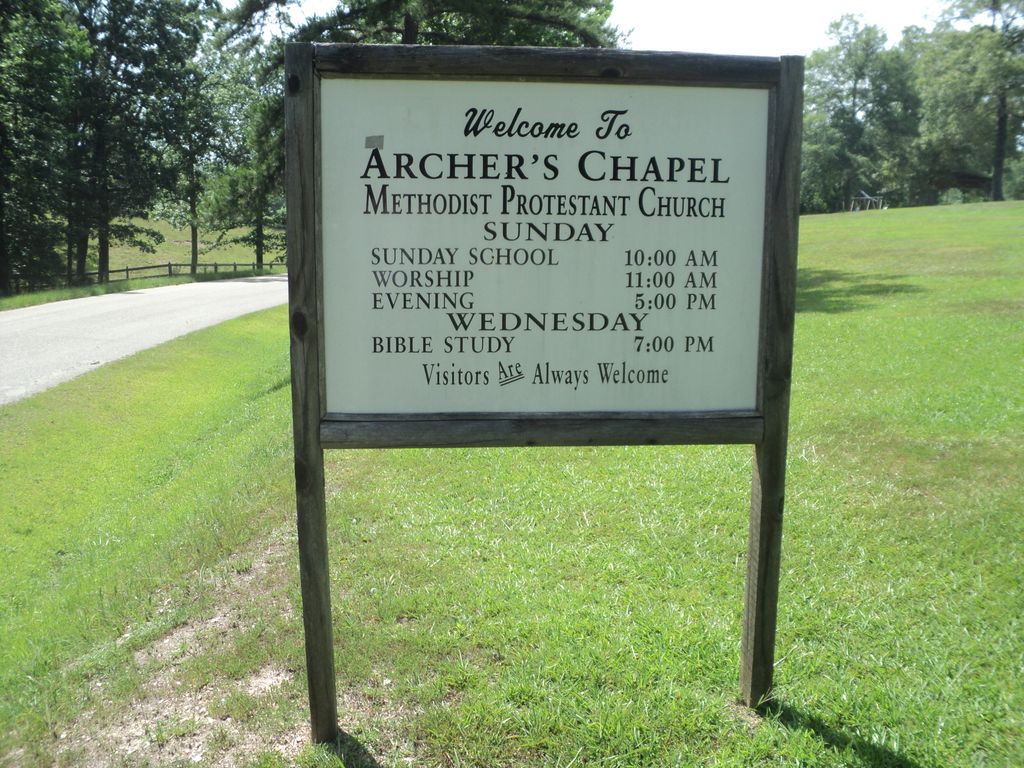 Welcome To
ARCHER'S CHAPEL
METHODIST PROTESTANT CHURCH
SUNDAY
SUNDAY SCHOOL 10:00 AM
WORSHIP 11:00 AM
EVENING 5:00 PM
WEDNESDAY
BIBLE STUDY 7:00 PM
Visitors Are Always Welcome